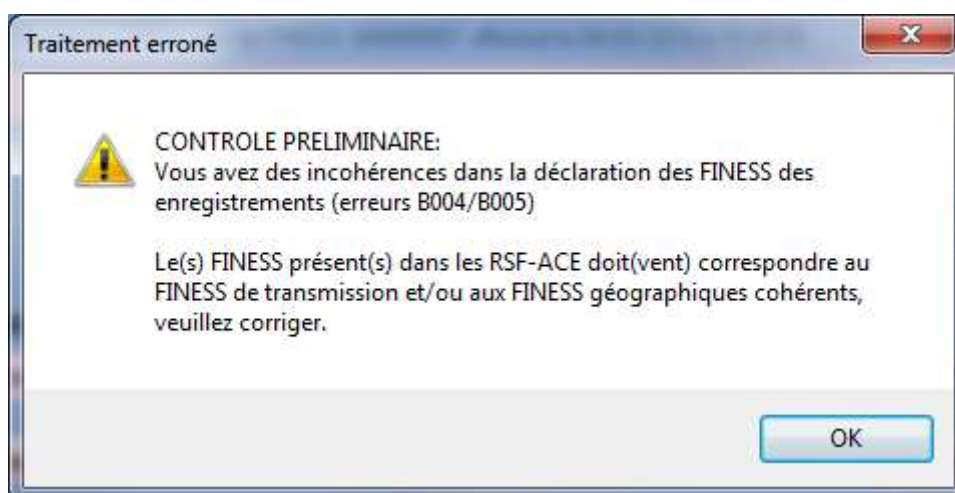 Traitement erroné
CONTROLE PRELIMINAIRE:
Vous avez des incohérences dans la déclaration des FINESS des
enregistrements (erreurs B004/B005)
Le(s) FINESS présent(s) dans les RSF-ACE doit(vent) correspondre au
FINESS de transmission et/ou aux FINESS géographiques cohérents,
veuillez corriger.
OK